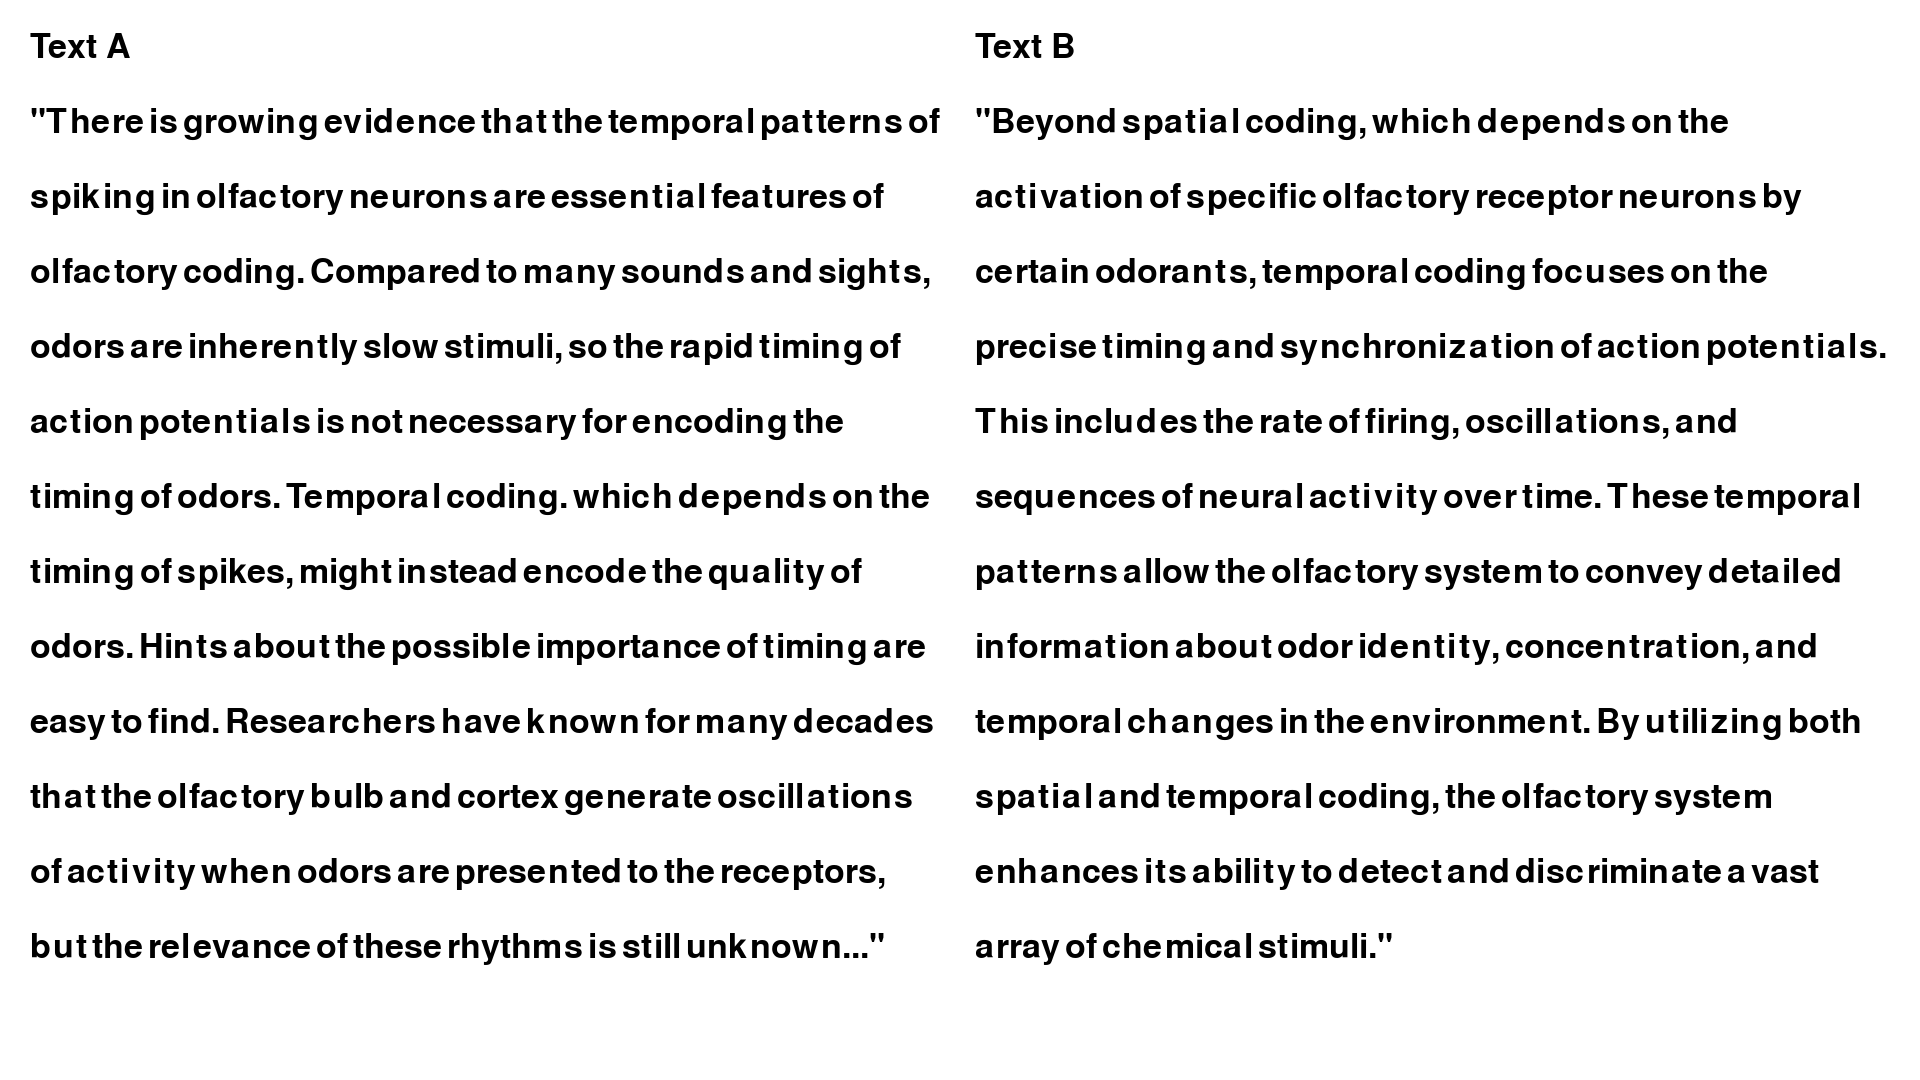 Text A
"There is growing evidence that the temporal patterns of
spiking in olfactory neurons are essential features of
olfactory coding. Compared to many sounds and sights,
odors are inherently slow stimuli, so the rapid timing of
action potentials is not necessary for encoding the
timing of odors. Temporal coding. which depends on the
timing of spikes, might instead encode the quality of
odors. Hints about the possible importance of timing are
easy to find. Researchers have known for many decades
that the olfactory bulb and cortex generate oscillations
of activity when odors are presented to the receptors,
but the relevance of these rhythms is still unknown..."
Text B
"Beyond spatial coding, which depends on the
activation of specific olfactory receptor neurons by
certain odorants, temporal coding focuses on the
precise timing and synchronization of action potentials.
This includes the rate of firing, oscillations, and
sequences of neural activity over time. These temporal
patterns allow the olfactory system to convey detailed
information about odor identity, concentration, and
temporal changes in the environment. By utilizing both
spatial and temporal coding, the olfactory system
enhances its ability to detect and discriminate a vast
array of chemical stimuli."